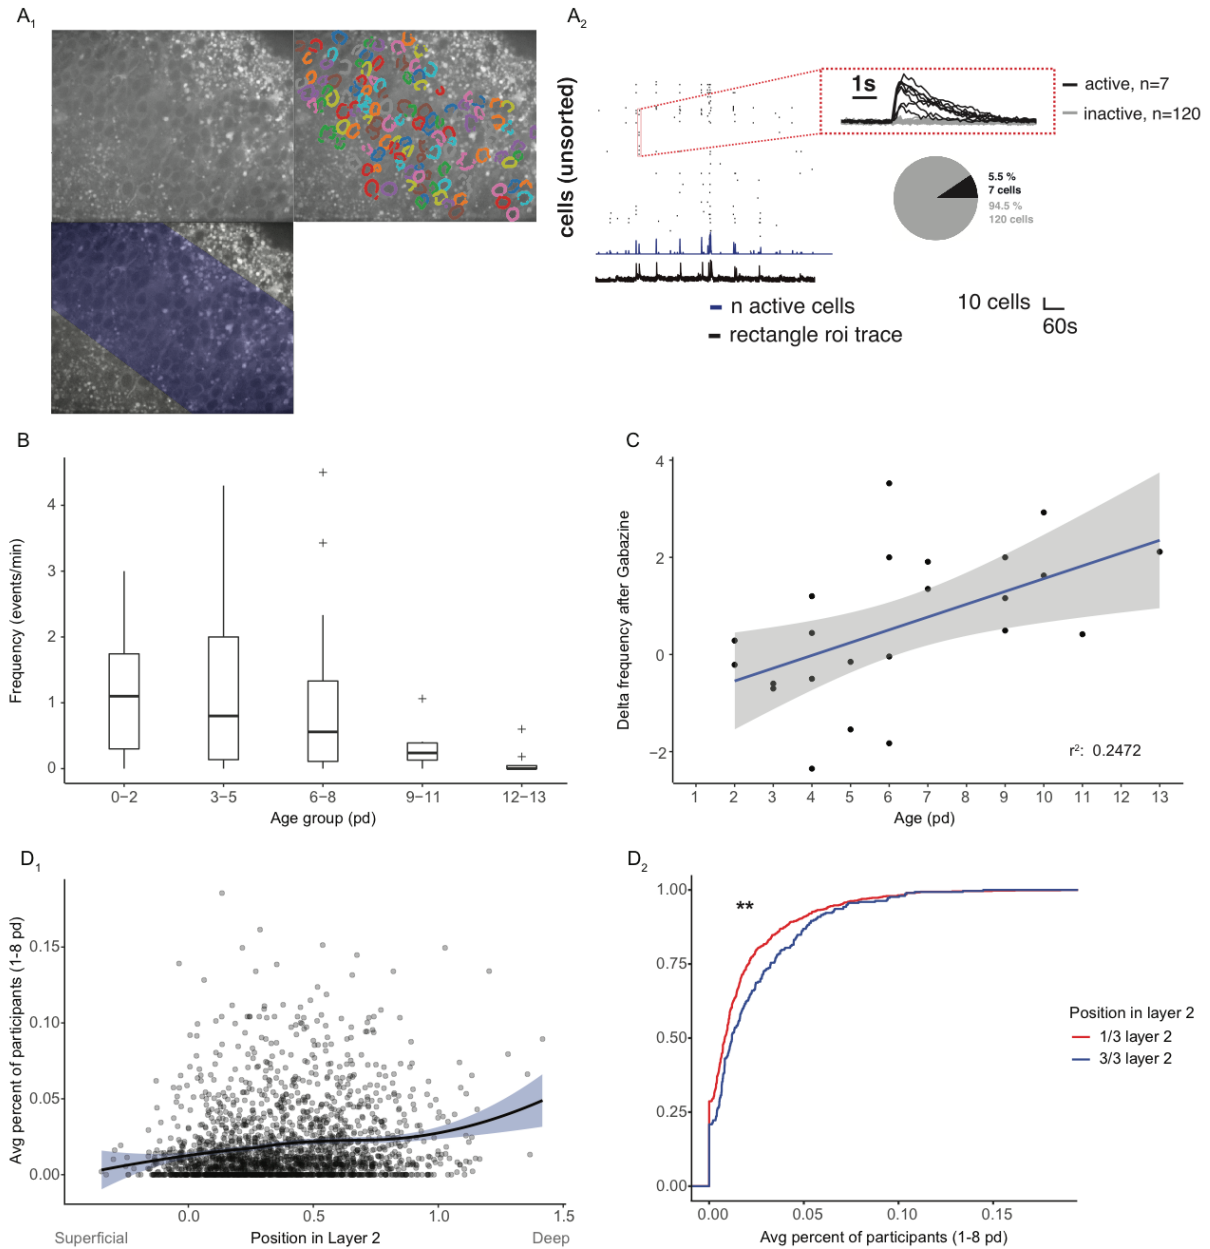 A1
A2
cells (unsorted)
1s
active, n=7
inactive, n=120
5.5 %
7 cells
94.5 %
120 cells
n active cells
rectangle roi trace
10 cells
60s
B
Frequency (events/min)
4
3
2
1
0
0−2
3−5
6−8
9−11
12−13
Age group (pd)
C
Delta frequency after Gabazine
4
2
0
−2
r2: 0.2472
1
2
3
4
5
6
7
8
9
10
11
12
13
Age (pd)
D1
Avg percent of participants (1-8 pd)
0.15
0.10
0.05
0.00
0.0
0.5
1.0
1.5
Superficial
Position in Layer 2
Deep
D2
**
1.00
0.75
0.50
0.25
0.00
0.00
0.05
0.10
0.15
Avg percent of participants (1-8 pd)
Position in layer 2
1/3 layer 2
3/3 layer 2